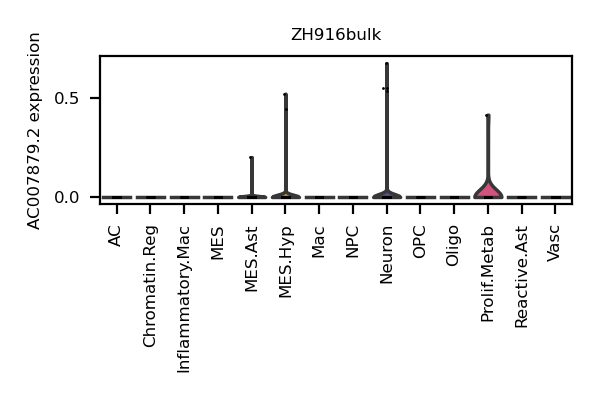 ZH916bulk
AC007879.2 expression
0.5
0.0
AC
Chromatin.Reg
Inflammatory.Mac
MES
MES.Ast
MES.Hyp
Mac
NPC
Neuron
OPC
Oligo
Prolif.Metab
Reactive.Ast
Vasc